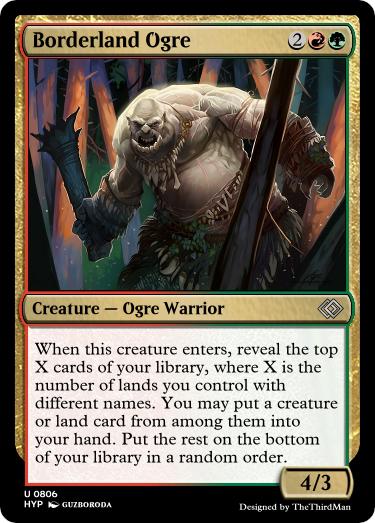 Borderland Ogre 2
Creature — Ogre Warrior
When this creature enters, reveal the top
X cards of your library, where X is the
number of lands you control with
different names. You may put a creature
or land card from among them into
your hand. Put the rest on the bottom
of your library in a random order.
4/3
U 0806
HYP GUZBORODA
Designed by TheThirdMan